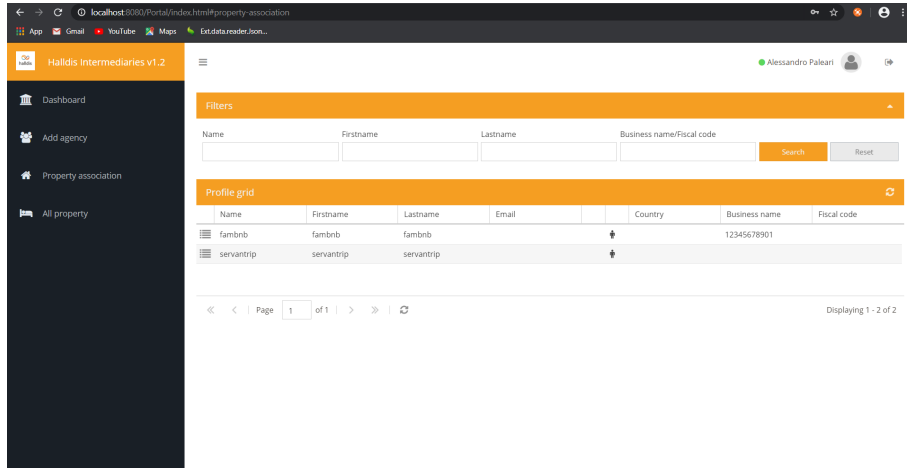 localhost:8080/Portal/index.html#property-association
App Gmail YouTube Maps Ext.data.reader.Json...
halldis Halldis Intermediaries v1.2
Alessandro Paleari
Dashboard
Add agency
Property association
All property
Filters
Name Firstname Lastname Business name/Fiscal code
Search Reset
Profile grid
Name Firstname Lastname Email Country Business name Fiscal code
fambnb fambnb fambnb 12345678901
servantrip servantrip servantrip
Page 1 of 1 Displaying 1 - 2 of 2